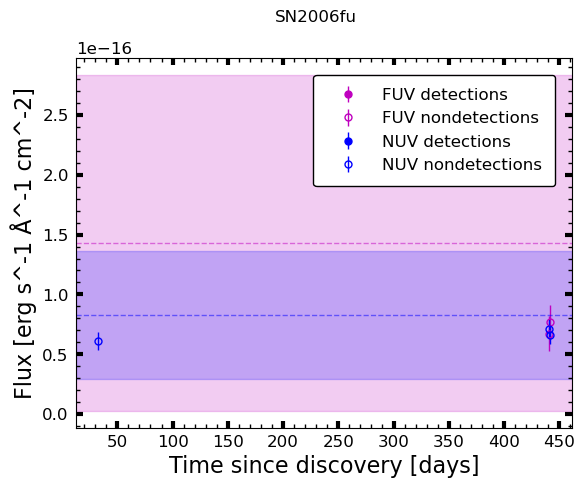 SN2006fu
1e−16
FUV detections
FUV nondetections
NUV detections
NUV nondetections
2.5
2.0
1.5
1.0
0.5
0.0
Flux [erg s^-1 Å^-1 cm^-2]
50 100 150 200 250 300 350 400 450
Time since discovery [days]